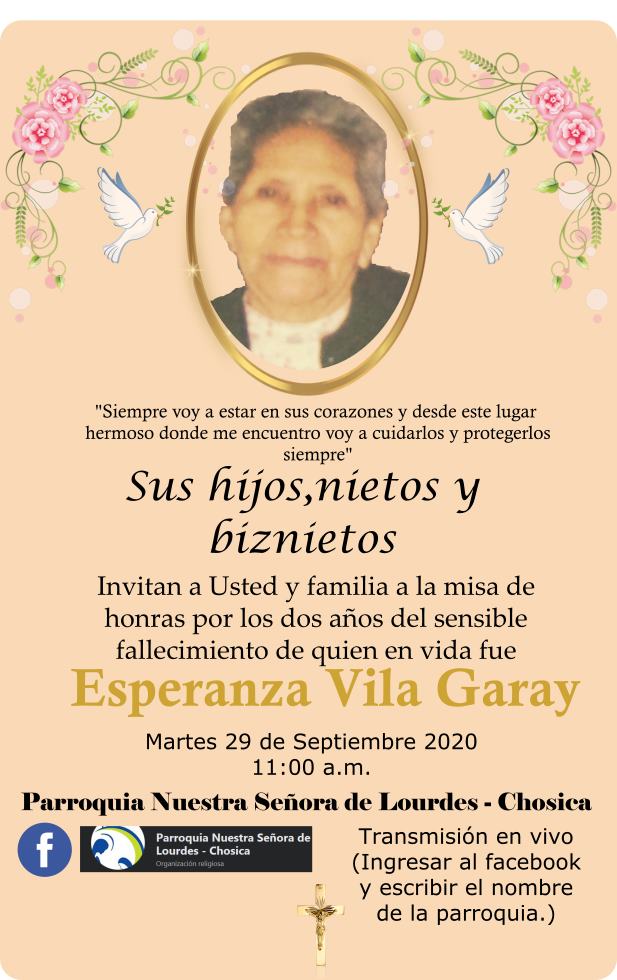 "Siempre voy a estar en sus corazones y desde este lugar
hermoso donde me encuentro voy a cuidarlos y protegerlos
siempre"
Sus hijos,nietos y
biznietos
Invitan a Usted y familia a la misa de
honras por los dos años del sensible
fallecimiento de quien en vida fue
Esperanza Vila Garay
Martes 29 de Septiembre 2020
11:00 a.m.
Parroquia Nuestra Señora de Lourdes - Chosica
f
Parroquia Nuestra Señora de
Lourdes - Chosica
Organización religiosa
Transmisión en vivo
(Ingresar al facebook
y escribir el nombre
de la parroquia.)